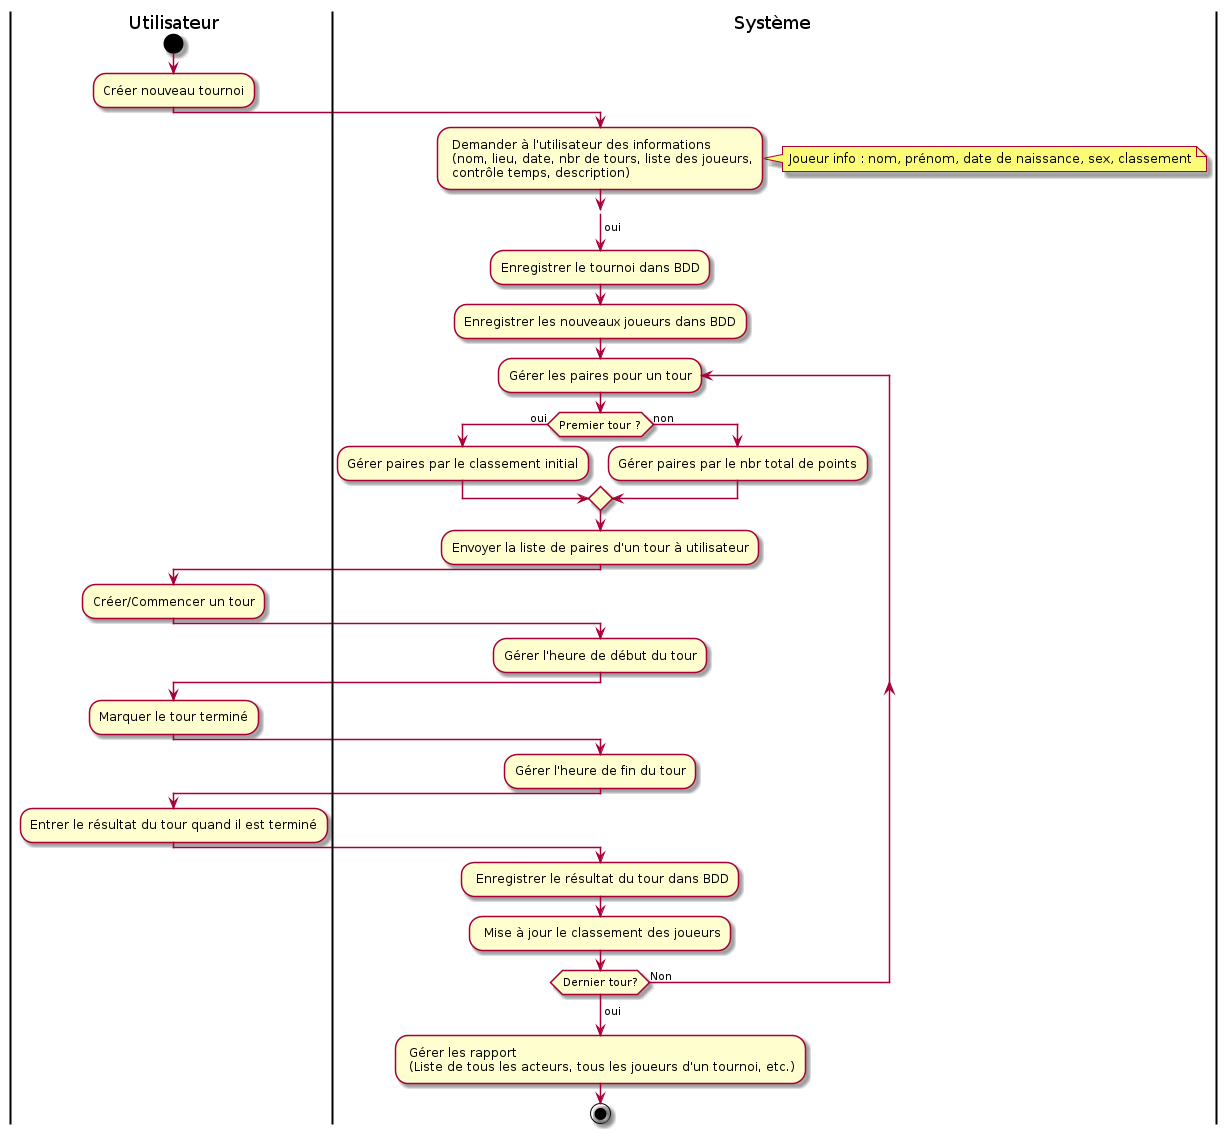 Utilisateur
Système
Créer nouveau tournoi
Demander à l'utilisateur des informations
(nom, lieu, date, nbr de tours, liste des joueurs,
contrôle temps, description)
Joueur info : nom, prénom, date de naissance, sex, classement
oui
Enregistrer le tournoi dans BDD
Enregistrer les nouveaux joueurs dans BDD
Gérer les paires pour un tour
oui
Premier tour ?
non
Gérer paires par le classement initial
Gérer paires par le nbr total de points
Envoyer la liste de paires d'un tour à utilisateur
Créer/Commencer un tour
Gérer l'heure de début du tour
Marquer le tour terminé
Gérer l'heure de fin du tour
Entrer le résultat du tour quand il est terminé
Enregistrer le résultat du tour dans BDD
Mise à jour le classement des joueurs
Dernier tour?
Non
oui
Gérer les rapport
(Liste de tous les acteurs, tous les joueurs d'un tournoi, etc.)